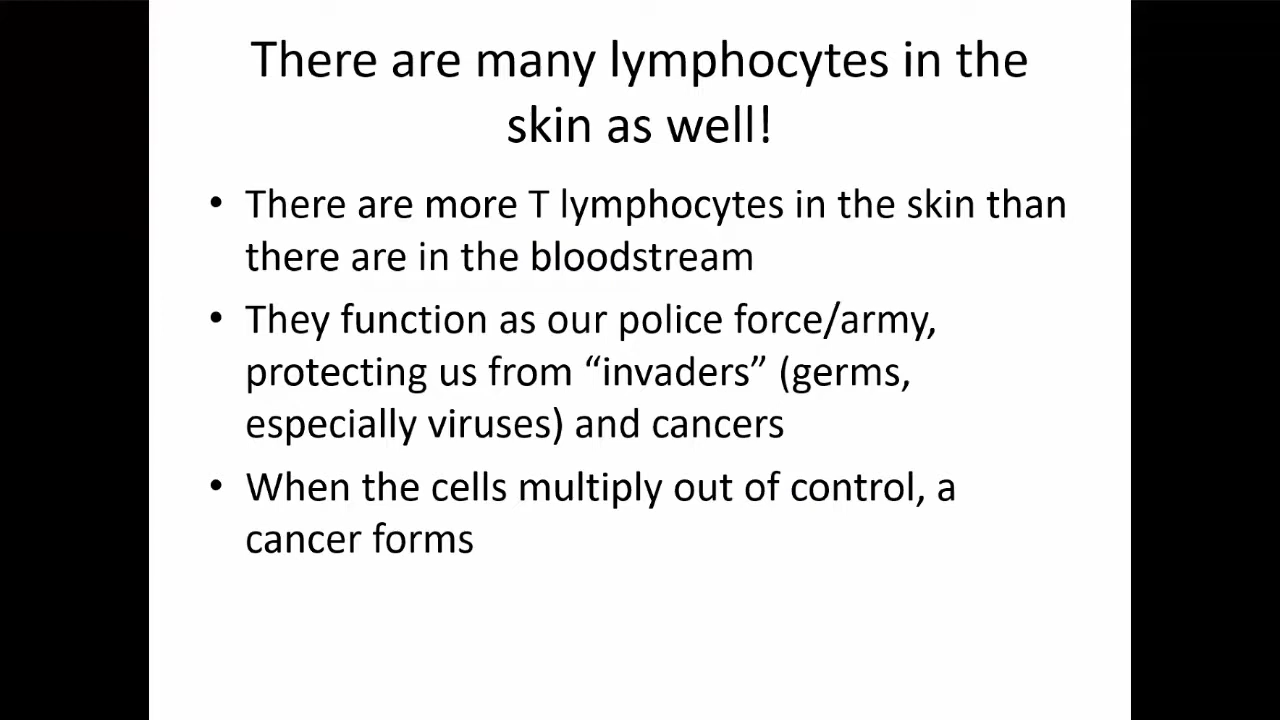 There are many lymphocytes in the
skin as well!
• There are more T lymphocytes in the skin than
there are in the bloodstream
• They function as our police force/army,
protecting us from “invaders” (germs,
especially viruses) and cancers
• When the cells multiply out of control, a
cancer forms